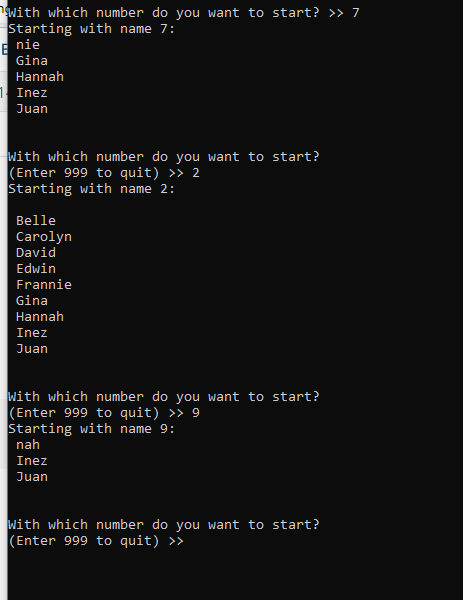 With which number do you want to start? >> 7
Starting with name 7:
nie
Gina
Hannah
Inez
Juan
With which number do you want to start?
(Enter 999 to quit) >> 2
Starting with name 2:
Belle
Carolyn
David
Edwin
Frannie
Gina
Hannah
Inez
Juan
With which number do you want to start?
(Enter 999 to quit) >> 9
Starting with name 9:
nah
Inez
Juan
With which number do you want to start?
(Enter 999 to quit) >>